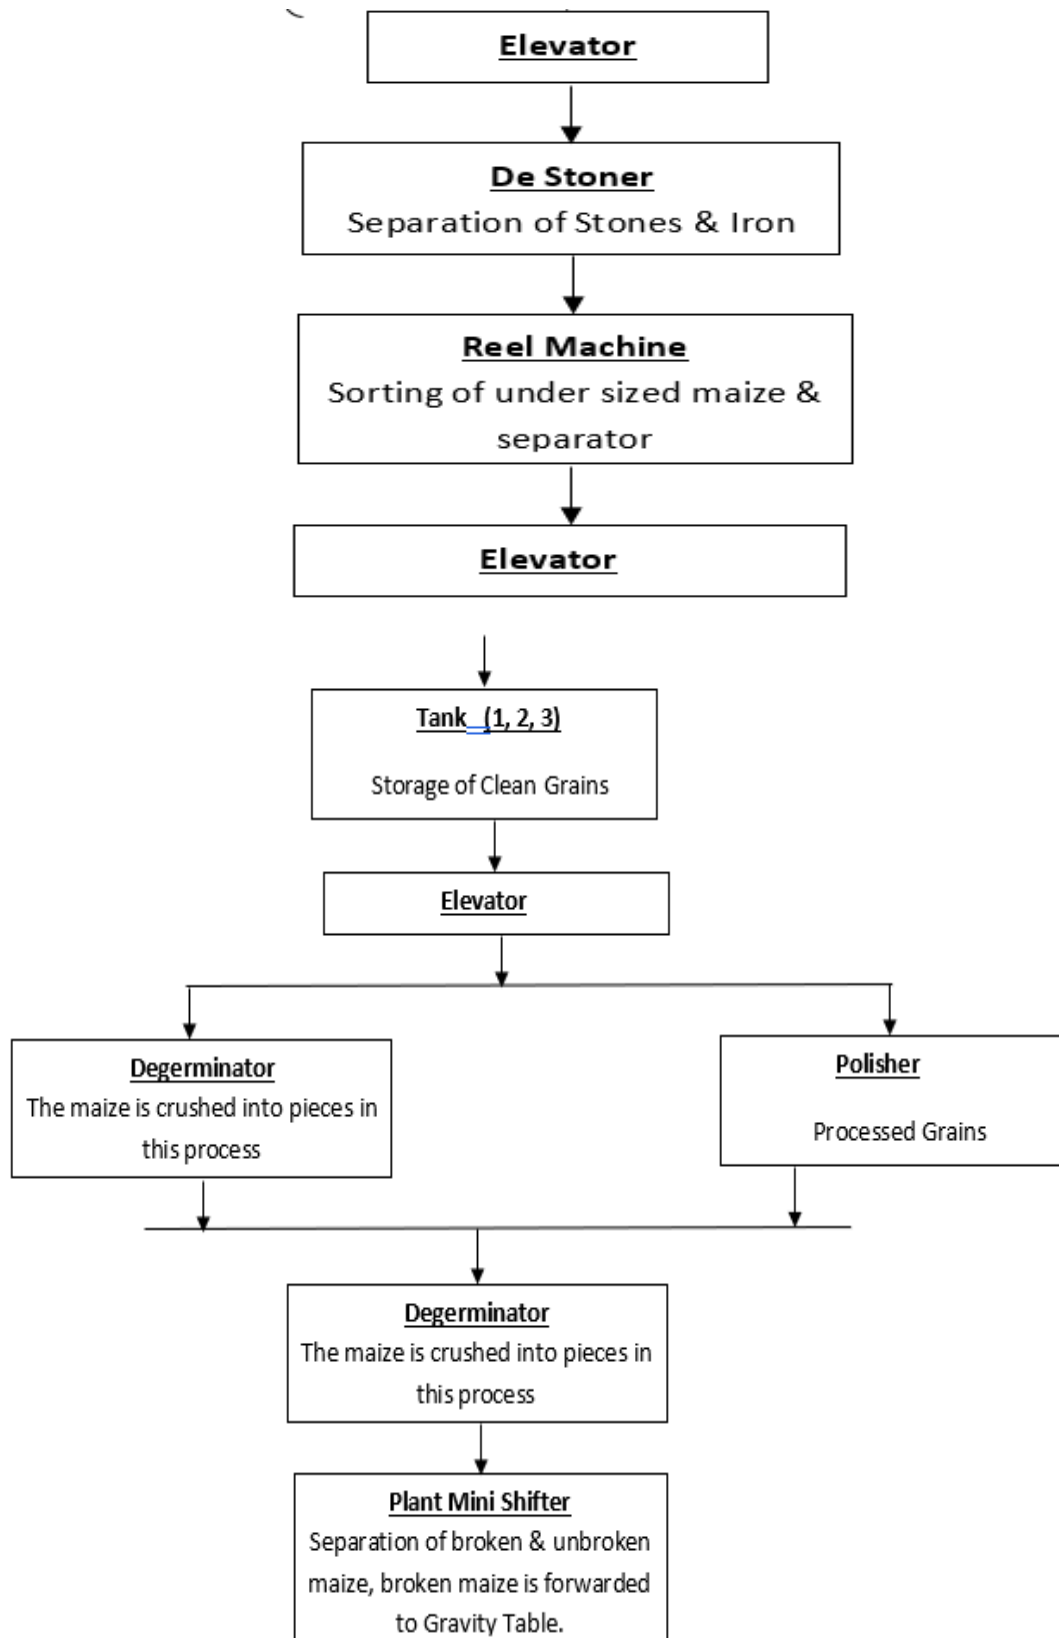 Elevator
De Stoner
Separation of Stones & Iron
Reel Machine
Sorting of under sized maize &
separator
Elevator
Tank (1, 2, 3)
Storage of Clean Grains
Elevator
Degerminator
The maize is crushed into pieces in
this process
Polisher
Processed Grains
Degerminator
The maize is crushed into pieces in
this process
Plant Mini Shifter
Separation of broken & unbroken
maize, broken maize is forwarded
to Gravity Table.